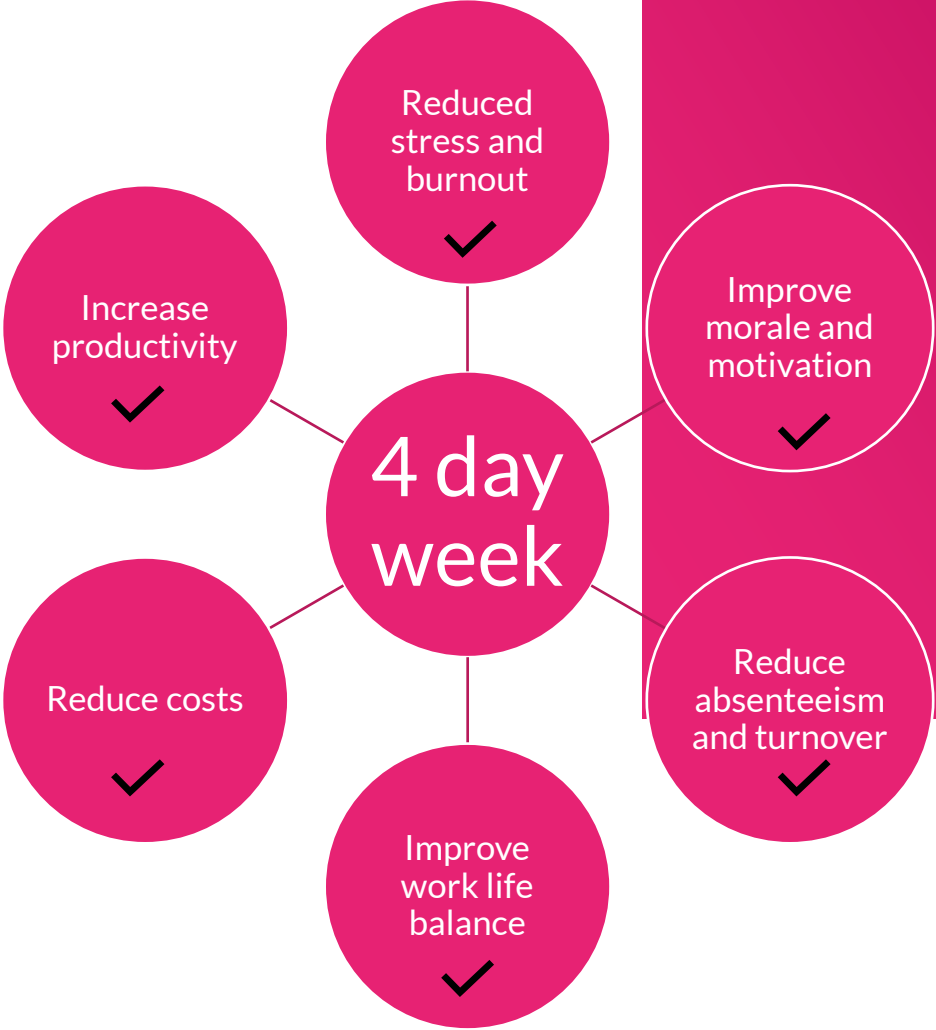 Reduced
stress and
burnout
Improve
morale and
motivation
Reduce
absenteeism
and turnover
Improve
work life
balance
Reduce costs
Increase
productivity
4 day
week